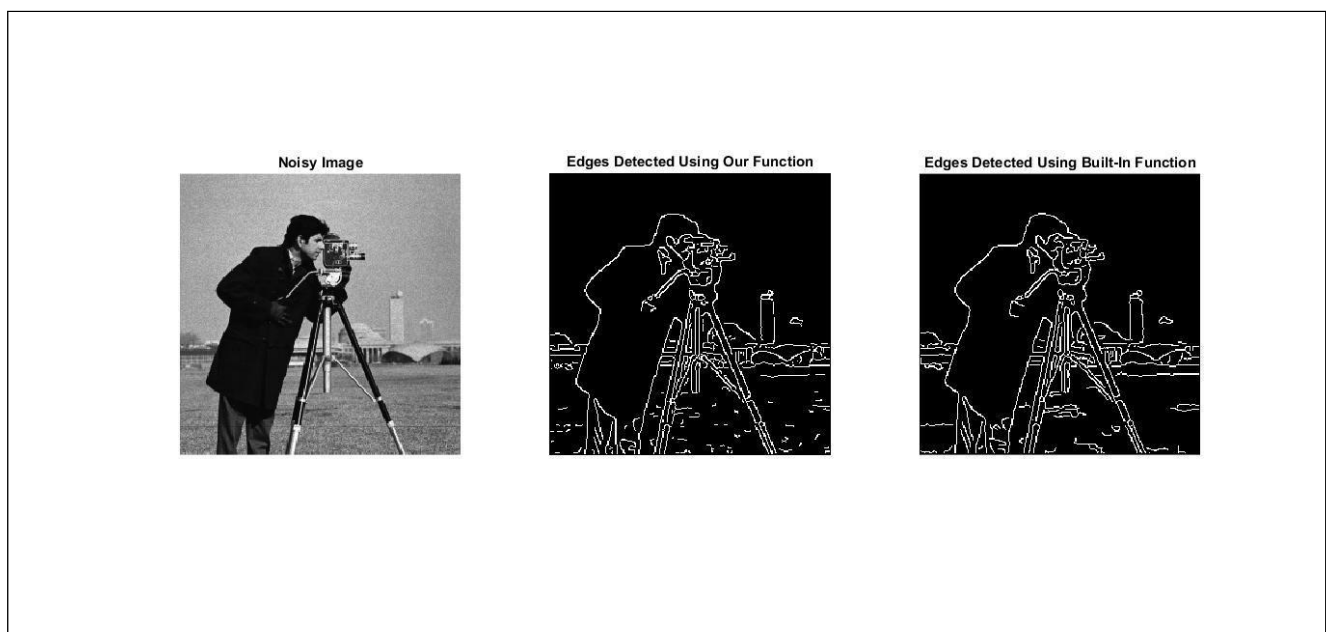 Noisy Image
Edges Detected Using Our Function
Edges Detected Using Built-In Function